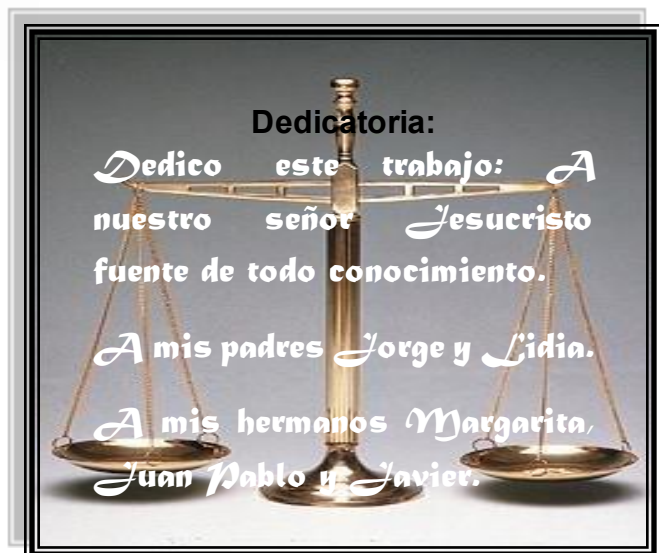 Dedicatoria:
Dedico este trabajo: A
nuestro señor Jesucristo
fuente de todo conocimiento.
A mis padres Jorge y Lidia.
A mis hermanos Margarita,
Juan Pablo y Javier.